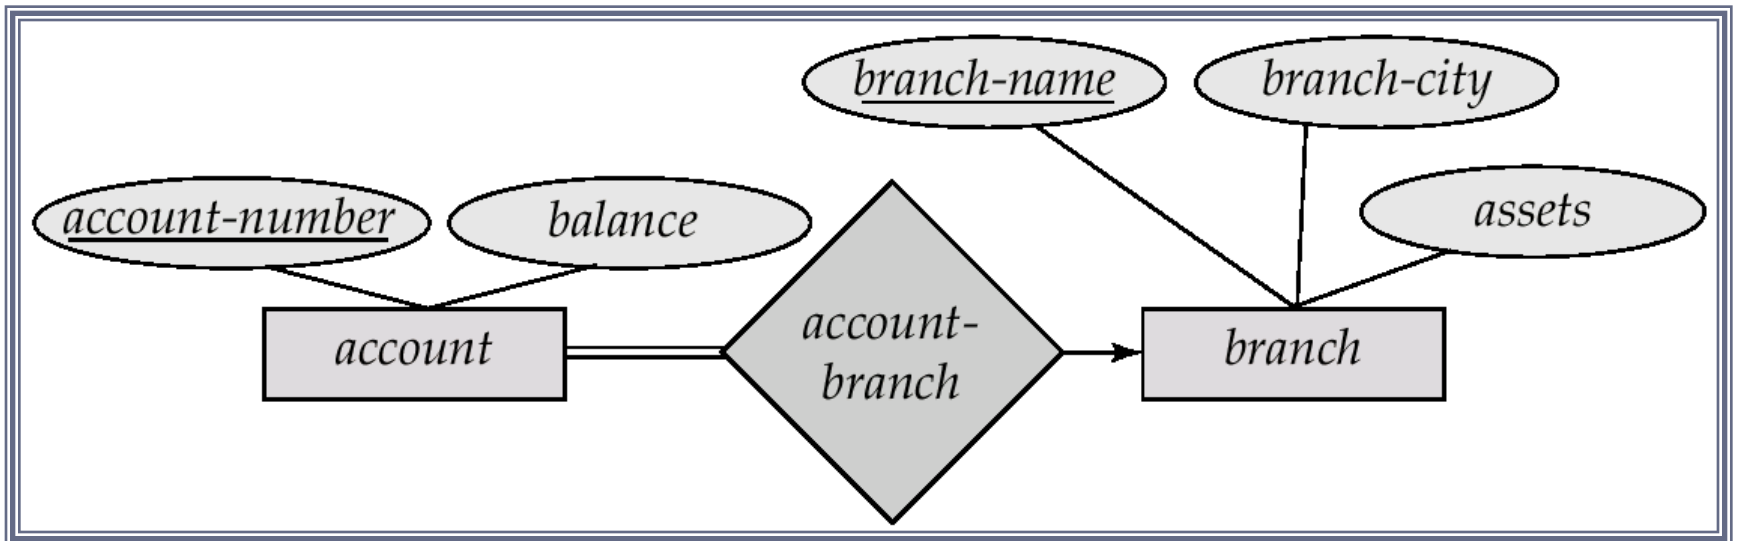 branch-name
branch-city
account-number
balance
assets
account
account-
branch
branch